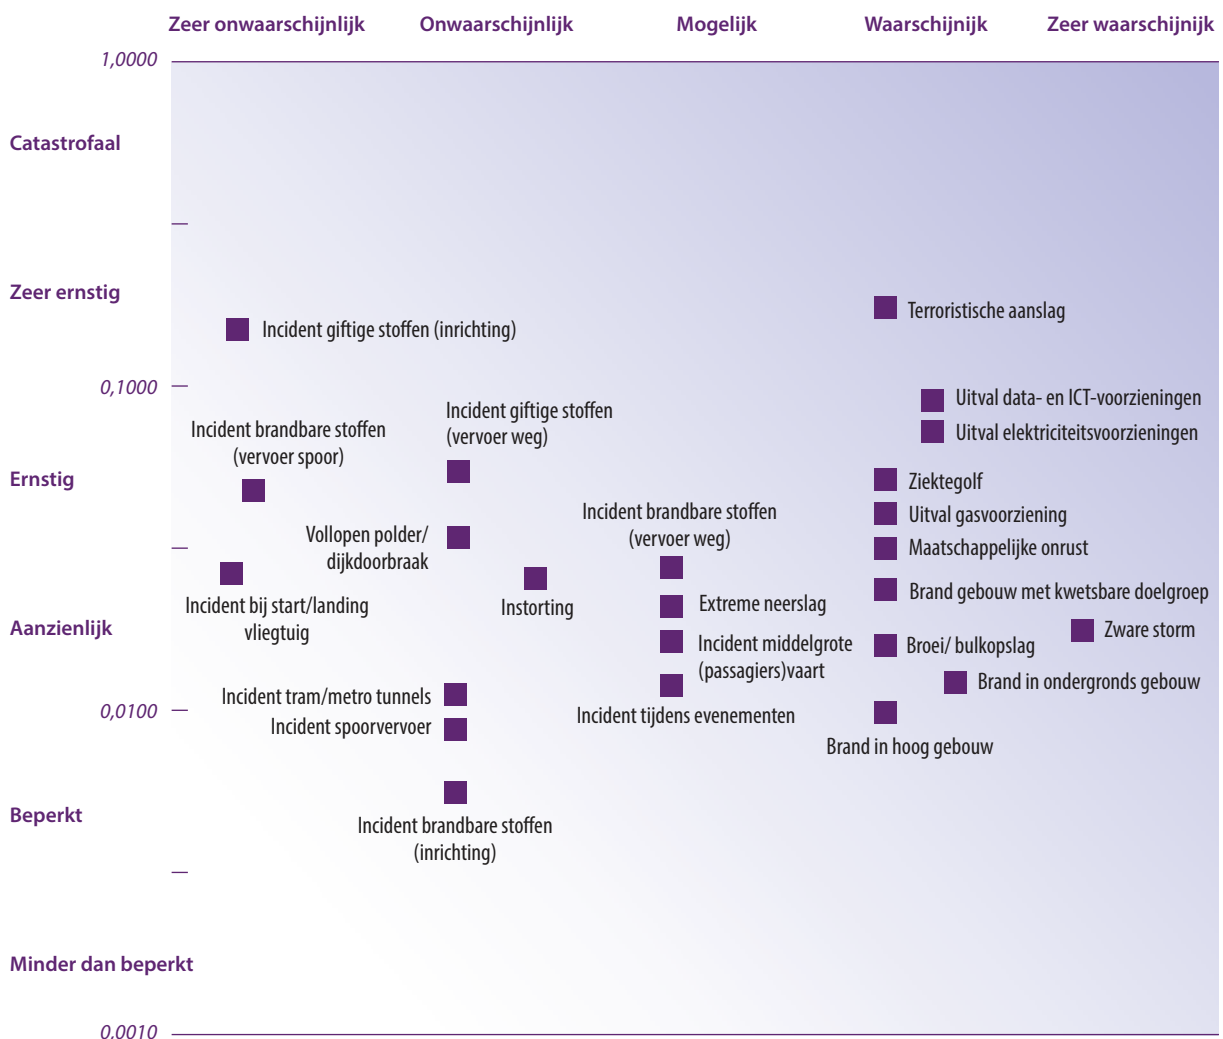 Zeer onwaarschijnlijk
Onwaarschijnlijk
Mogelijk
Waarschijnijk
Zeer waarschijnijk
1,0000
Catastrofaal
Zeer ernstig
Terroristische aanslag
Incident giftige stoffen (inrichting)
0,1000
Uitval data- en ICT-voorzieningen
Incident giftige stoffen
(vervoer weg)
Incident brandbare stoffen
(vervoer spoor)
Uitval elektriciteitsvoorzieningen
Ernstig
Ziektegolf
Incident brandbare stoffen
(vervoer weg)
Uitval gasvoorziening
Vollopen polder/
dijkdoorbraak
Maatschappelijke onrust
Brand gebouw met kwetsbare doelgroep
Incident bij start/landing
vliegtuig
Instorting
Extreme neerslag
Aanzienlijk
Zware storm
Incident middelgrote
(passagiers)vaart
Broei/ bulkopslag
Brand in ondergronds gebouw
Incident tram/metro tunnels
0,0100
Incident tijdens evenementen
Incident spoorvervoer
Brand in hoog gebouw
Beperkt
Incident brandbare stoffen
(inrichting)
Minder dan beperkt
0,0010